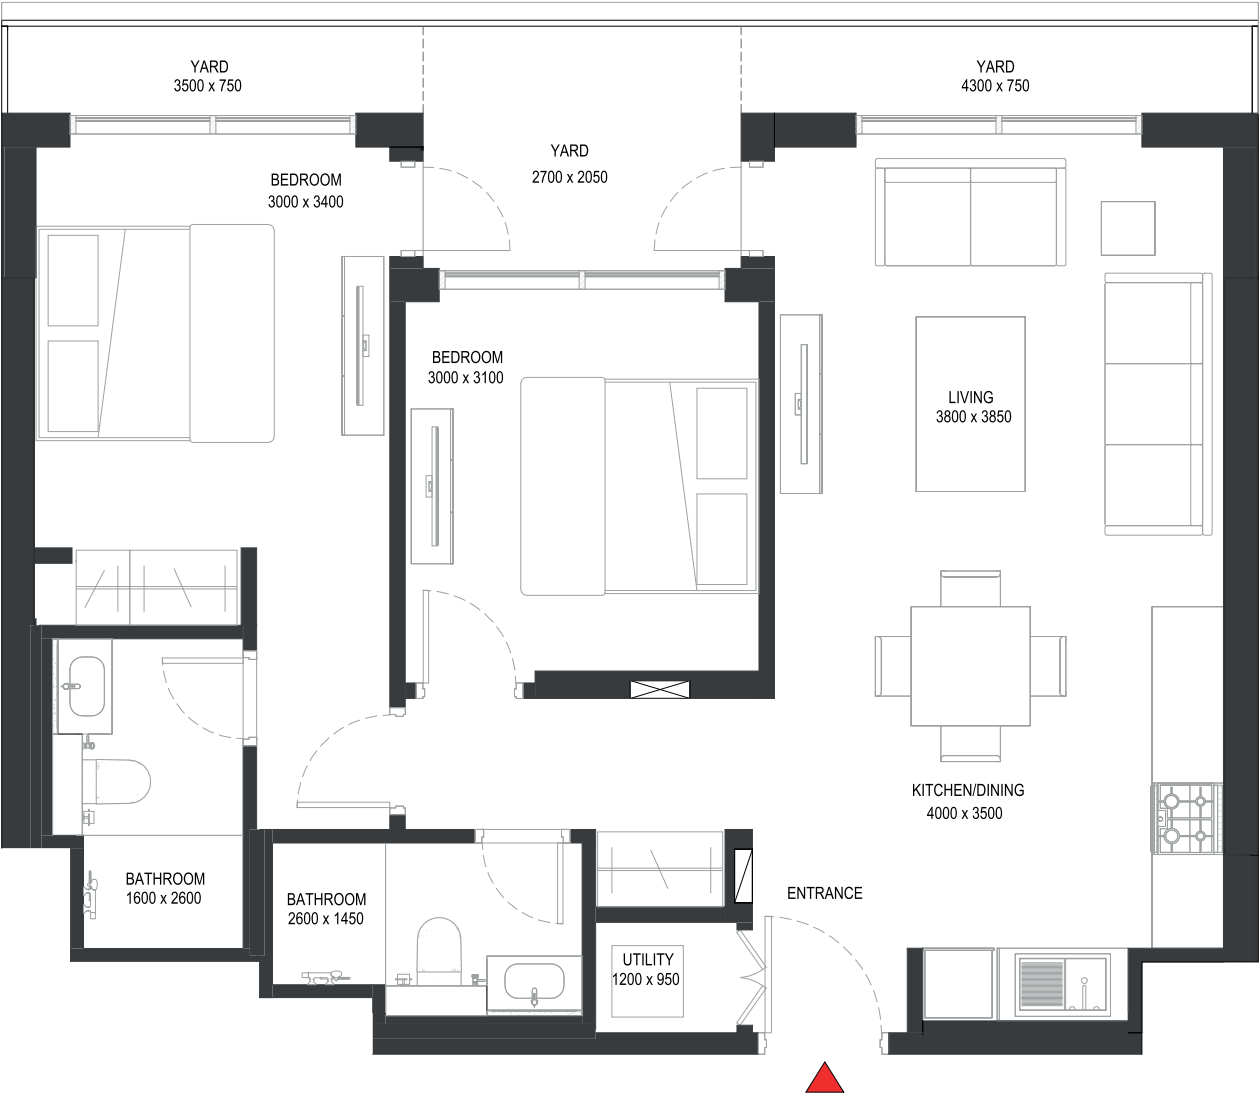 YARD
3500 x 750
YARD
4300 x 750
YARD
2700 x 2050
BEDROOM
3000 x 3400
BEDROOM
3000 x 3100
LIVING
3800 x 3850
KITCHEN/DINING
4000 x 3500
BATHROOM
1600 x 2600
BATHROOM
2600 x 1450
ENTRANCE
UTILITY
1200 x 950